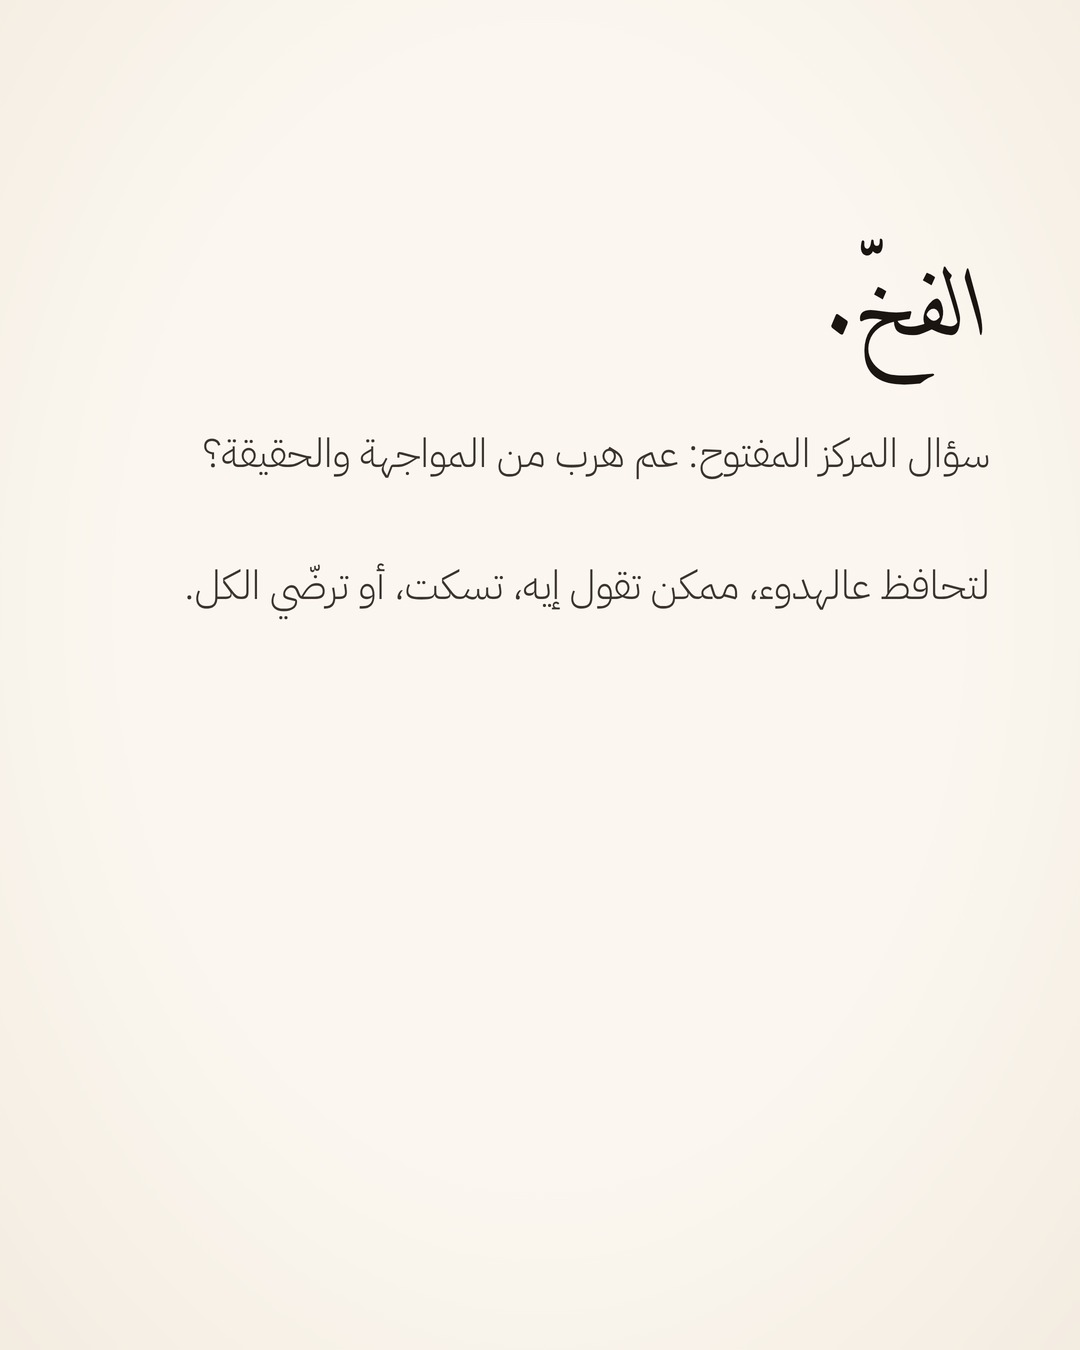 الفخّ.
سؤال المركز المفتوح: عم هرب من المواجهة والحقيقة؟
لتحافظ عالهدوء، ممكن تقول إيه، تسكت، أو ترضّي الكل.